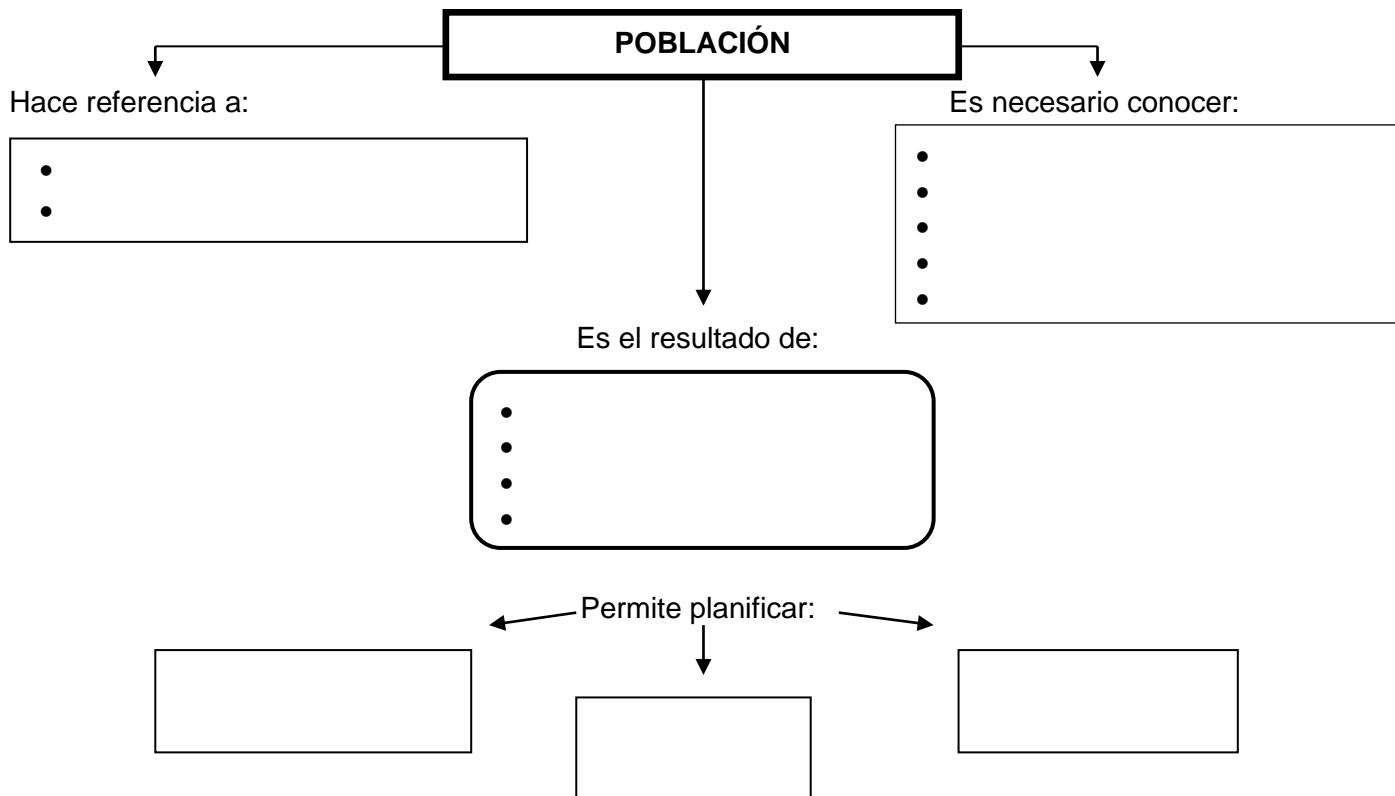 POBLACIÓN
Hace referencia a:
Es necesario conocer:
•
•
•
•
•
•
•
Es el resultado de:
•
•
•
•
Permite planificar: